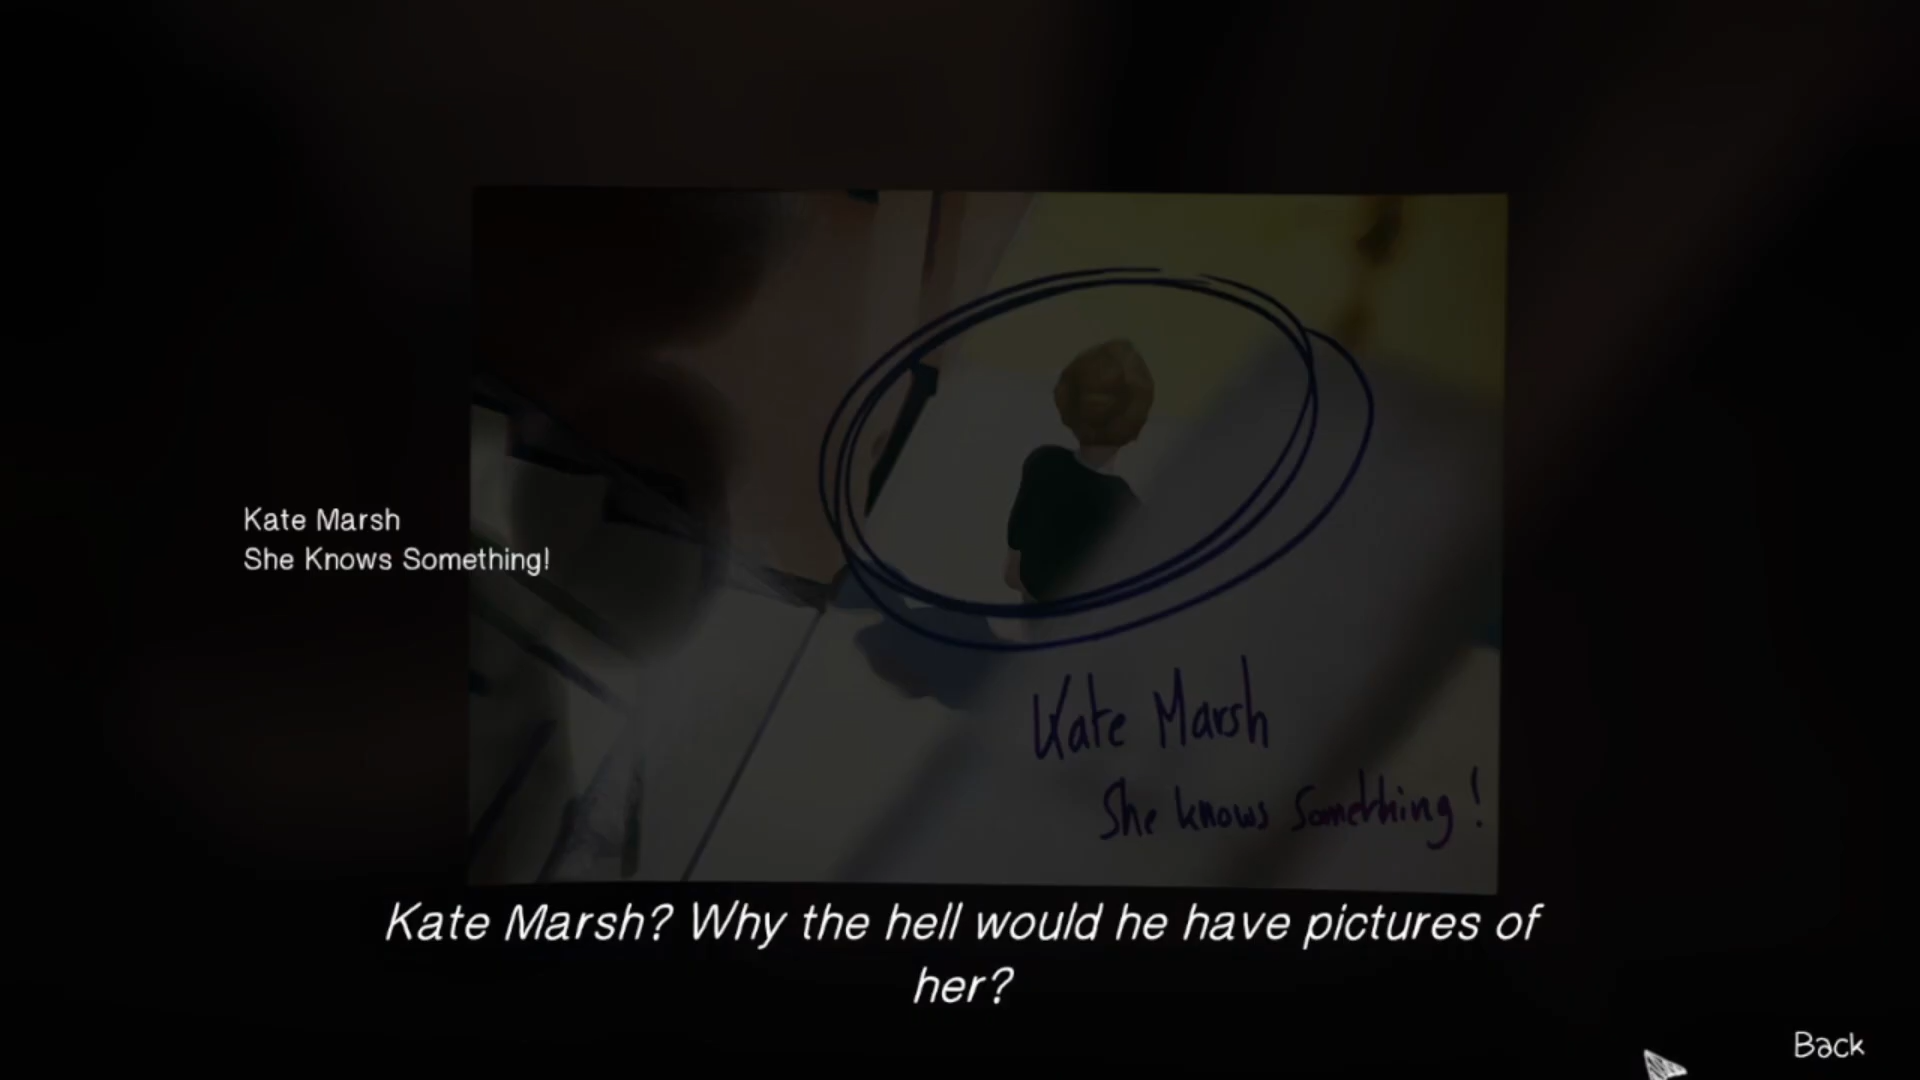 Kate Marsh
She Knows Something!
Kate Marsh
She knows Something!
Kate Marsh? Why the hell would he have pictures of
her?
Back